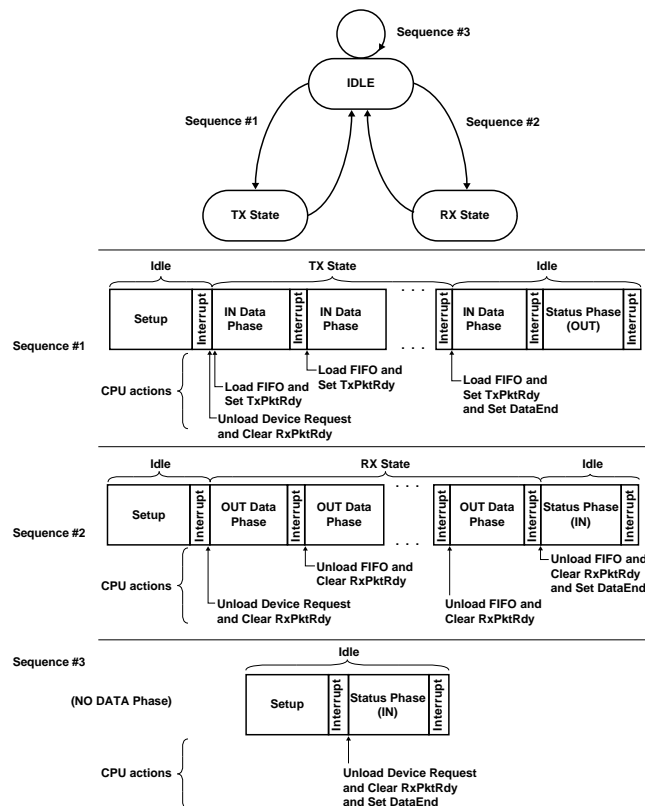 Sequence #3
IDLE
Sequence #1
Sequence #2
TX State
RX State
Idle
TX State
Idle
Setup
Interrupt
IN Data
Phase
Interrupt
IN Data
Phase
. . .
. . .
Interrupt
IN Data
Phase
Interrupt
Status Phase
(OUT)
Interrupt
Sequence #1
CPU actions
Load FIFO and
Set TxPktRdy
Unload Device Request
and Clear RxPktRdy
Load FIFO and
Set TxPktRdy
Load FIFO and
Set TxPktRdy
and Set DataEnd
Idle
RX State
Idle
Setup
Interrupt
OUT Data
Phase
Interrupt
OUT Data
Phase
. . .
. . .
Interrupt
OUT Data
Phase
Interrupt
Status Phase
(IN)
Interrupt
Sequence #2
CPU actions
Unload Device Request
and Clear RxPktRdy
Unload FIFO and
Clear RxPktRdy
Unload FIFO and
Clear RxPktRdy
Unload FIFO and
Clear RxPktRdy
and Set DataEnd
Sequence #3
(NO DATA Phase)
Idle
Setup
Interrupt
Status Phase
(IN)
Interrupt
CPU actions
Unload Device Request
and Clear RxPktRdy
and Set DataEnd